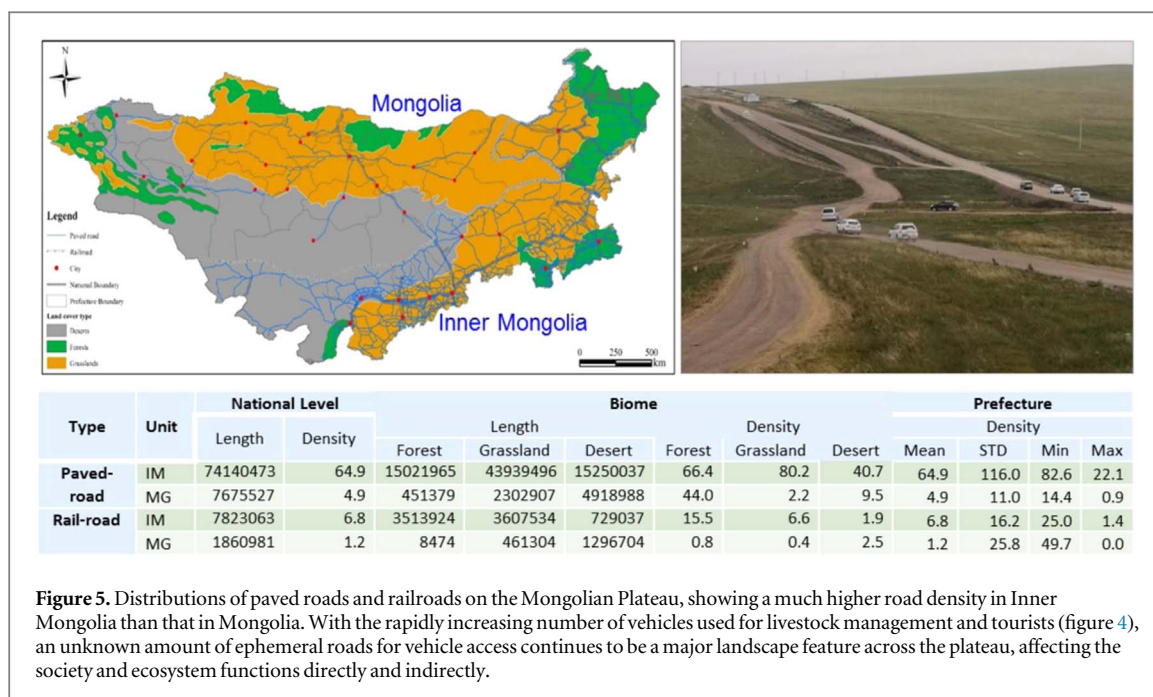 N
Mongolia
Legend
Paved road
Railroad
City
National Boundary
Prefecture Boundary
Land cover type
Deserts
Forests
Grasslands
Inner Mongolia
0 250 500
km
Type Unit National Level Biome Prefecture
Length Density Length Density Density
Forest Grassland Desert Forest Grassland Desert Mean STD Min Max
Paved-road IM 74140473 64.9 15021965 43939496 15250037 66.4 80.2 40.7 64.9 116.0 82.6 22.1
MG 7675527 4.9 451379 2302907 4918988 44.0 2.2 9.5 4.9 11.0 14.4 0.9
Rail-road IM 7823063 6.8 3513924 3607534 729037 15.5 6.6 1.9 6.8 16.2 25.0 1.4
MG 1860981 1.2 8474 461304 1296704 0.8 0.4 2.5 1.2 25.8 49.7 0.0
Figure 5. Distributions of paved roads and railroads on the Mongolian Plateau, showing a much higher road density in Inner
Mongolia than that in Mongolia. With the rapidly increasing number of vehicles used for livestock management and tourists (figure 4),
an unknown amount of ephemeral roads for vehicle access continues to be a major landscape feature across the plateau, affecting the
society and ecosystem functions directly and indirectly.